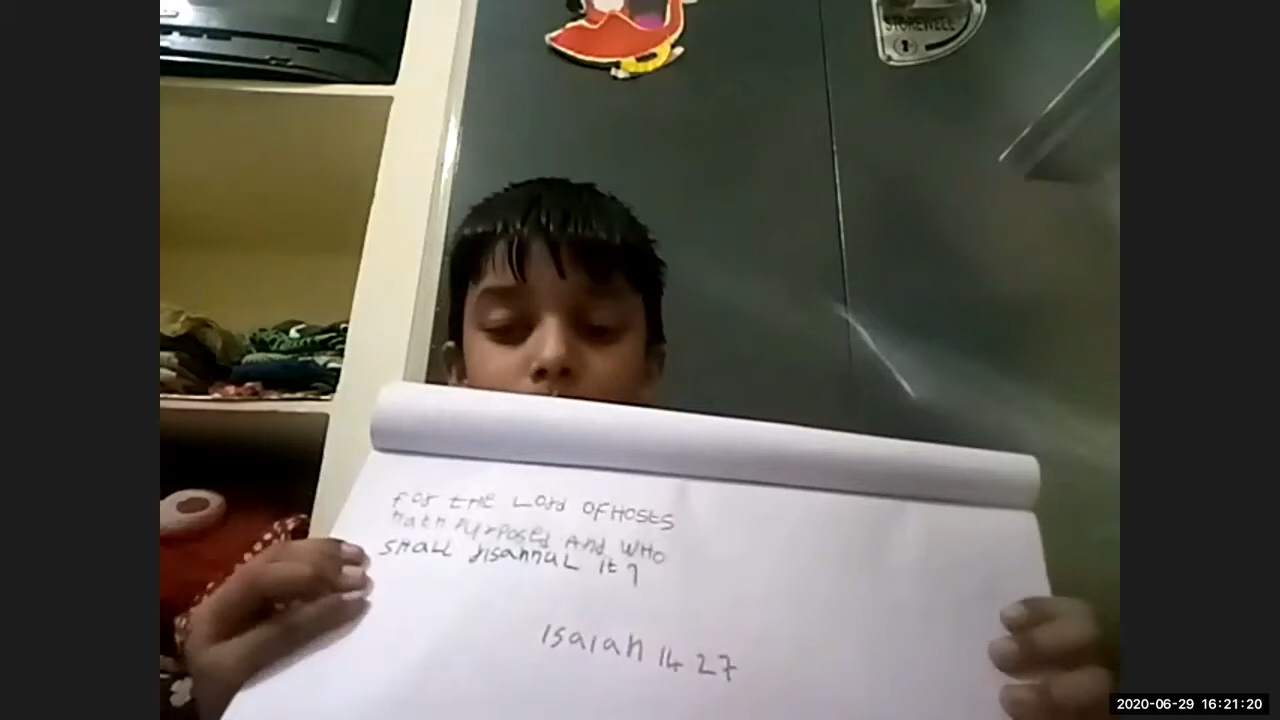 STOREWELL
for tHE Lord OF HOSTS
hath PUrPOSEd ANd WHO
SHALL disannuL it?
Isaiah 14 27
2020-06-29 16:21:20